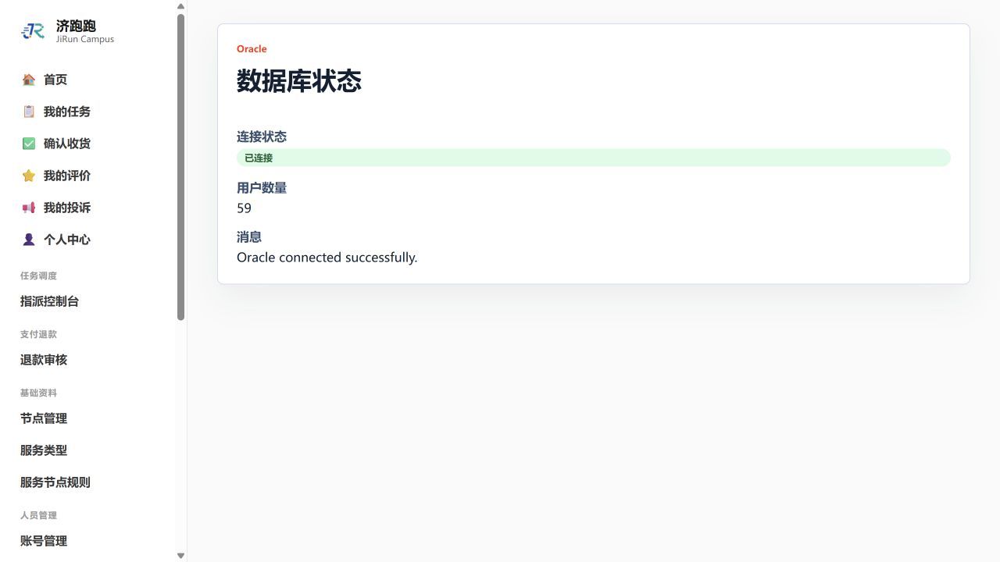 济跑跑
JiRun Campus
首页
我的任务
确认收货
我的评价
我的投诉
个人中心
任务调度
指派控制台
支付退款
退款审核
基础资料
节点管理
服务类型
服务节点规则
人员管理
账号管理
Oracle
数据库状态
连接状态
已连接
用户数量
59
消息
Oracle connected successfully.